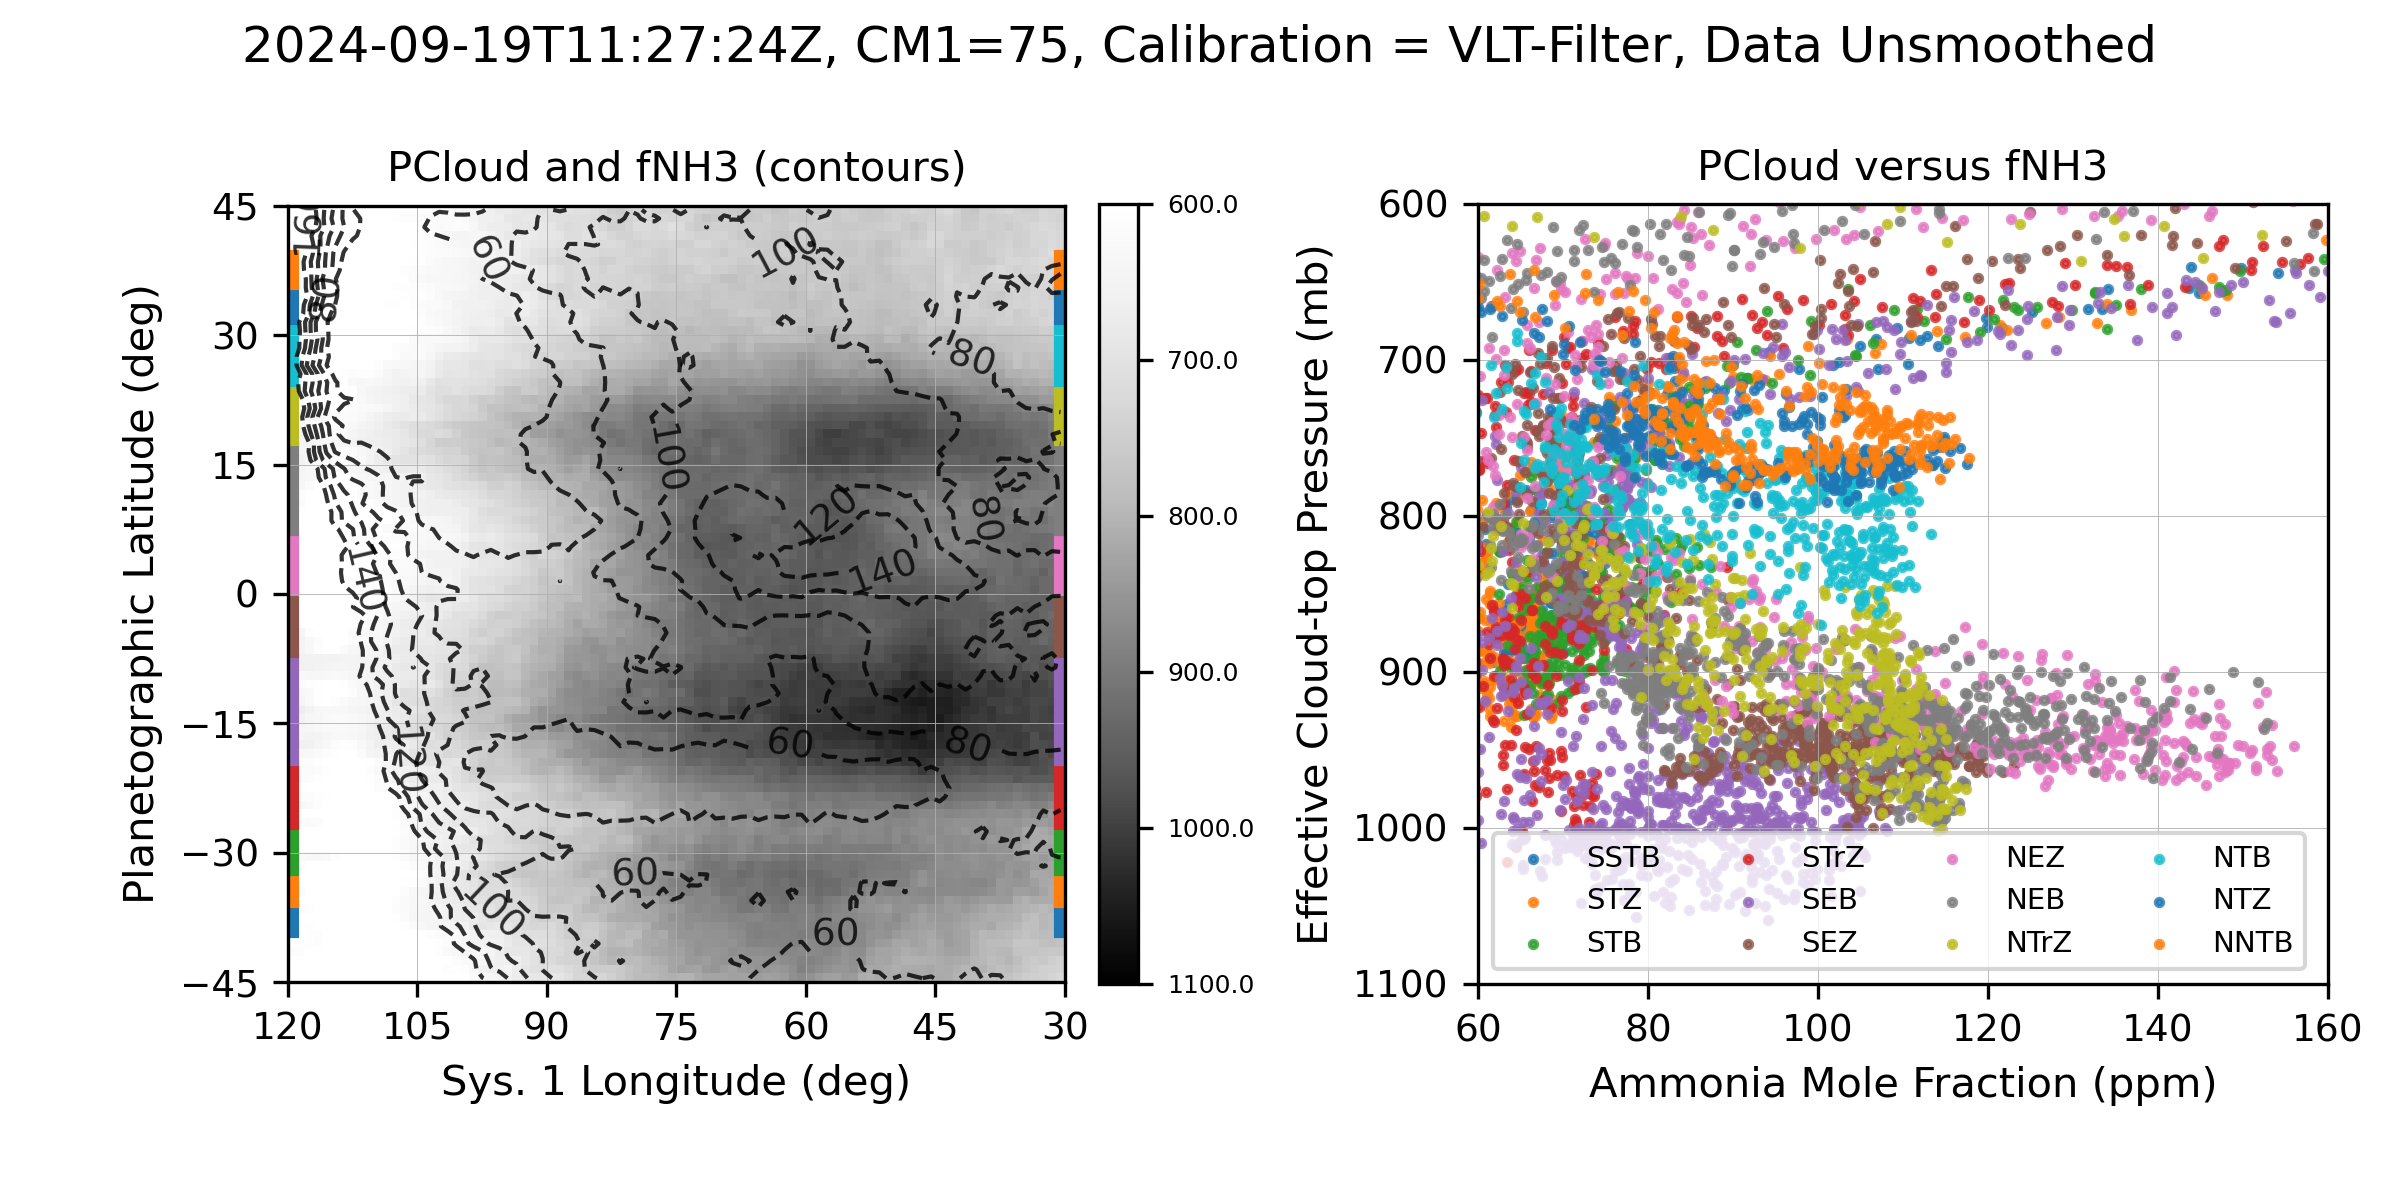 2024-09-19T11:27:24Z, CM1=75, Calibration = VLT-Filter, Data Unsmoothed
PCloud and fNH3 (contours)
Planetographic Latitude (deg)
45
30
15
0
−15
−30
−45
120
105
90
75
60
45
30
Sys. 1 Longitude (deg)
60
100
80
80
100
120
80
140
140
60
80
120
60
100
60
600.0
700.0
800.0
900.0
1000.0
1100.0
PCloud versus fNH3
Effective Cloud-top Pressure (mb)
600
700
800
900
1000
1100
60
80
100
120
140
160
Ammonia Mole Fraction (ppm)
SSTB
STZ
STB
STrZ
SEB
SEZ
NEZ
NEB
NTrZ
NTB
NTZ
NNTB